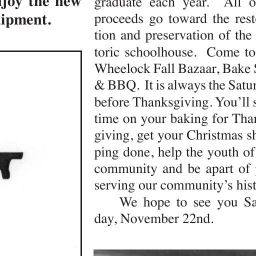 njoy the new
ipment.
graduate each year. All o
proceeds go toward the rest
tion and preservation of the
toric schoolhouse. Come to
Wheelock Fall Bazaar, Bake S
& BBQ. It is always the Satur
before Thanksgiving. You'll s
time on your baking for Than
giving, get your Christmas sh
ping done, help the youth of
community and be apart of
serving our community's hist
We hope to see you Sa
day, November 22nd.